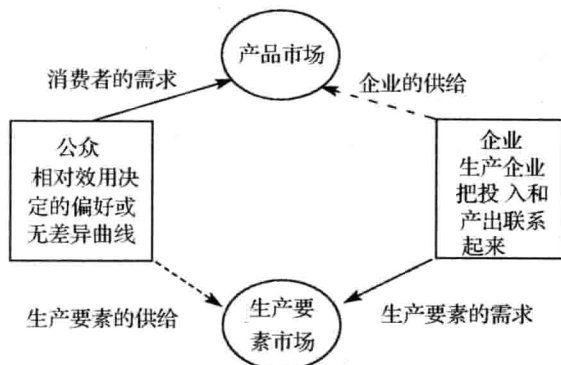 产品市场
消费者的需求
企业的供给
公众
相对效用决
定的偏好或
无差异曲线
企业
生产企业
把投入和
产出联系
起来
生产要素的供给
生产要
素市场
生产要素的需求